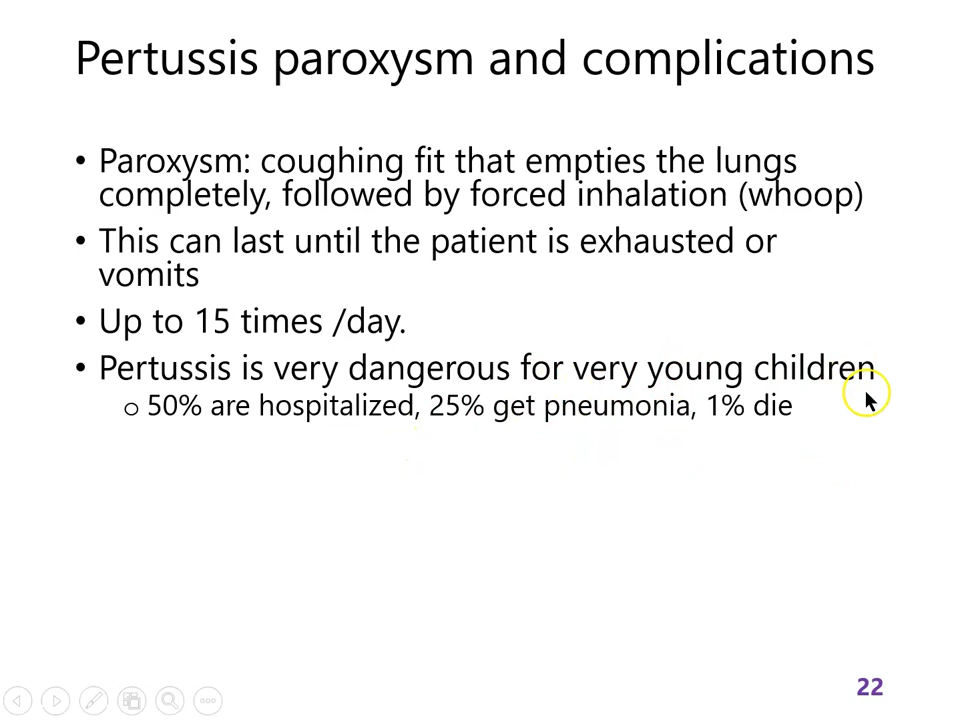 Pertussis paroxysm and complications
• Paroxysm: coughing fit that empties the lungs
completely, followed by forced inhalation (whoop)
• This can last until the patient is exhausted or
vomits
• Up to 15 times /day.
• Pertussis is very dangerous for very young children
o 50% are hospitalized, 25% get pneumonia, 1% die
22